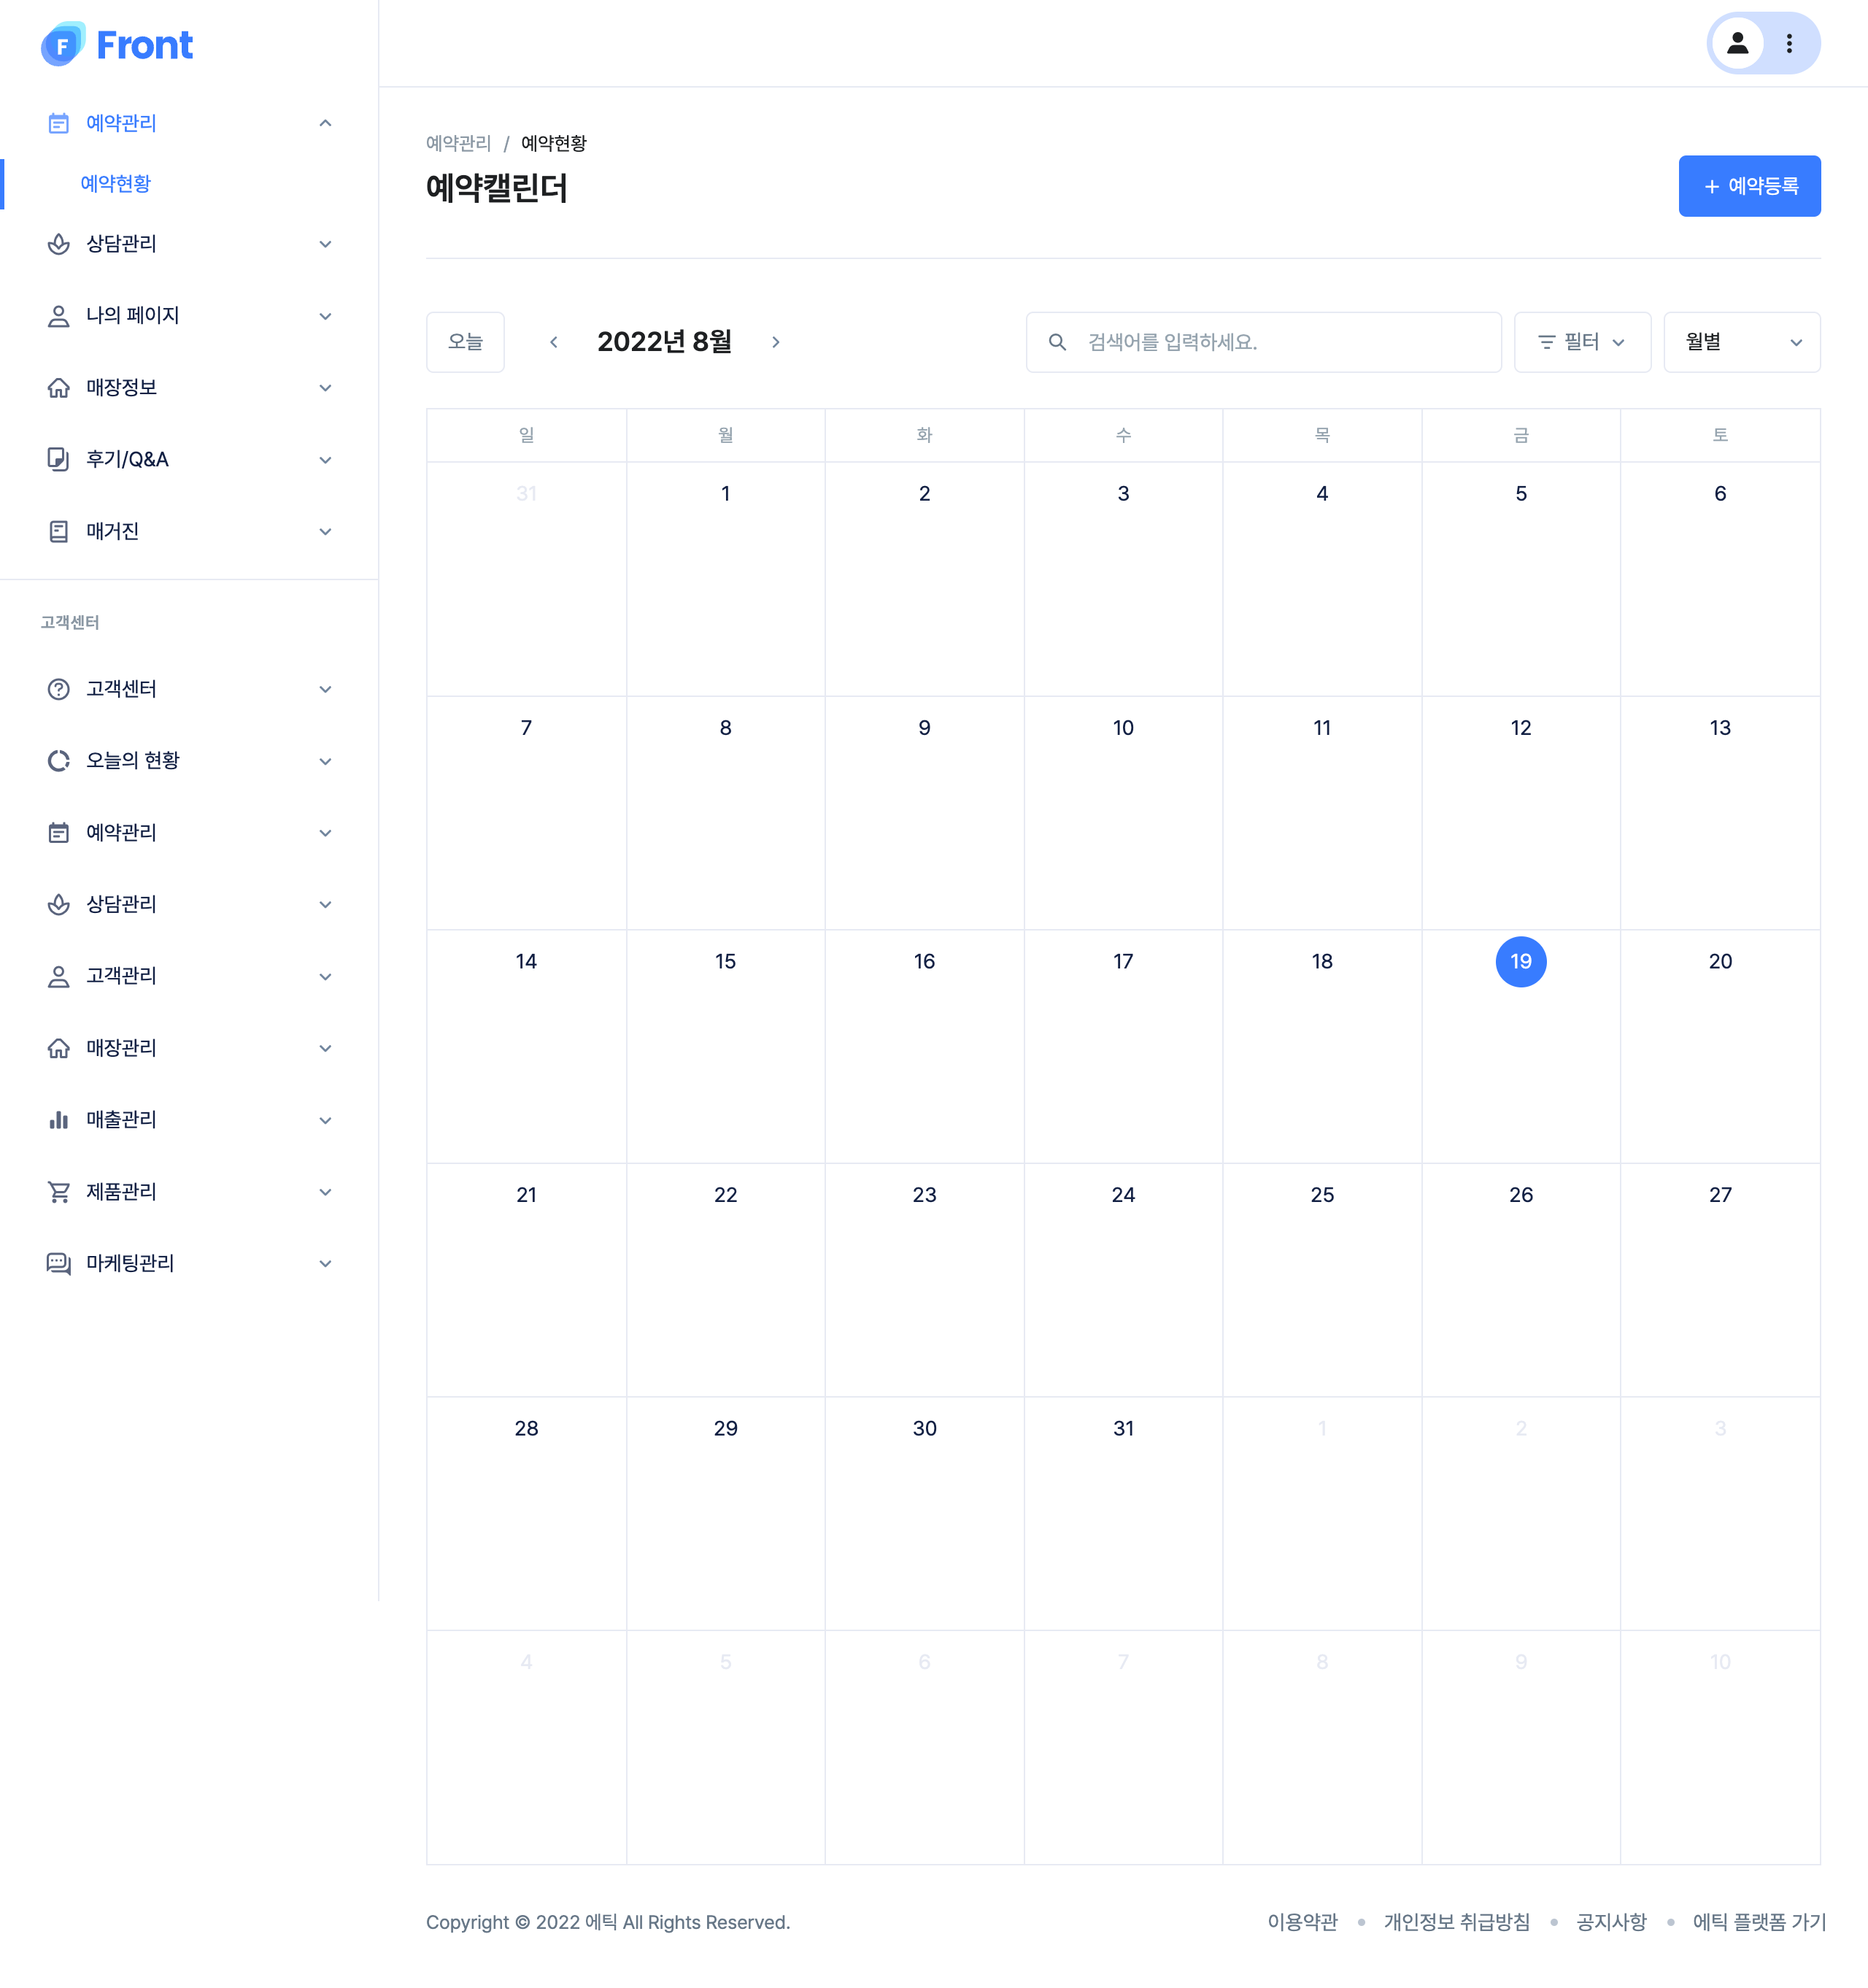 F Front
예약관리
예약현황
상담관리
나의 페이지
매장정보
후기/Q&A
매거진
고객센터
고객센터
오늘의 현황
예약관리
상담관리
고객관리
매장관리
매출관리
제품관리
마케팅관리
예약관리 / 예약현황
예약캘린더
+ 예약등록
오늘 2022년 8월 검색어를 입력하세요. 필터 월별
일 월 화 수 목 금 토
31 1 2 3 4 5 6
7 8 9 10 11 12 13
14 15 16 17 18 19 20
21 22 23 24 25 26 27
28 29 30 31 1 2 3
4 5 6 7 8 9 10
Copyright © 2022 에틱 All Rights Reserved. 이용약관 • 개인정보 취급방침 • 공지사항 • 에틱 플랫폼 가기